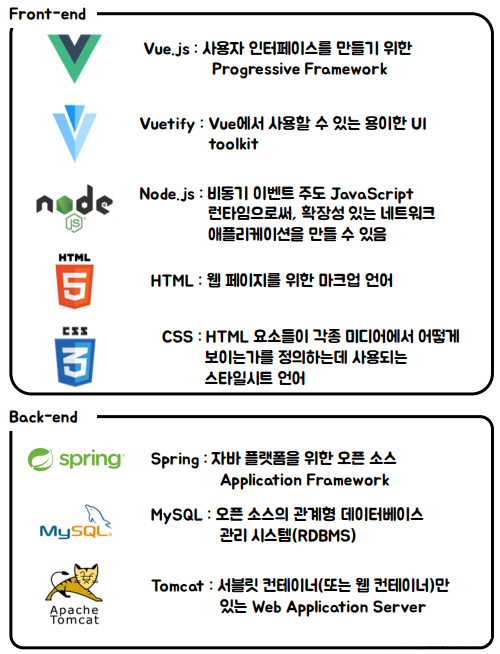 Front-end
Vue.js : 사용자 인터페이스를 만들기 위한
Progressive Framework
Vuetify : Vue에서 사용할 수 있는 용이한 UI
toolkit
node
JS
Node.js : 비동기 이벤트 주도 JavaScript
런타임으로써, 확장성 있는 네트워크
애플리케이션을 만들 수 있음
HTML
5
HTML : 웹 페이지를 위한 마크업 언어
CSS
3
CSS : HTML 요소들이 각종 미디어에서 어떻게
보이는가를 정의하는데 사용되는
스타일시트 언어
Back-end
spring
Spring : 자바 플랫폼을 위한 오픈 소스
Application Framework
MySQL
MySQL : 오픈 소스의 관계형 데이터베이스
관리 시스템(RDBMS)
Apache
Tomcat
Tomcat : 서블릿 컨테이너(또는 웹 컨테이너)만
있는 Web Application Server